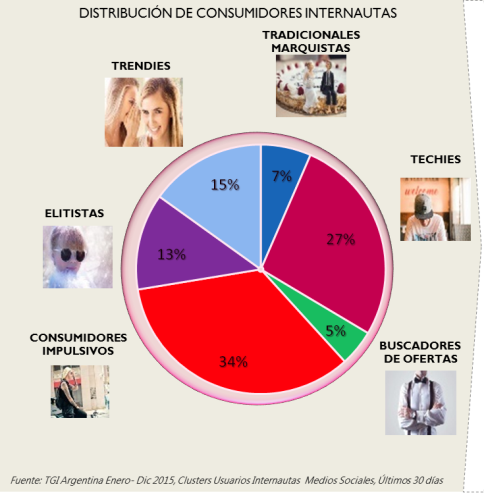 DISTRIBUCIÓN DE CONSUMIDORES INTERNAUTAS
TRADICIONALES
MARQUISTAS
TRENDIES
TECHIES
7%
15%
27%
ELITISTAS
13%
5%
CONSUMIDORES
IMPULSIVOS
34%
BUSCADORES
DE OFERTAS
welcome
Fuente: TGI Argentina Enero- Dic 2015, Clusters Usuarios Internautas Medios Sociales, Últimos 30 días